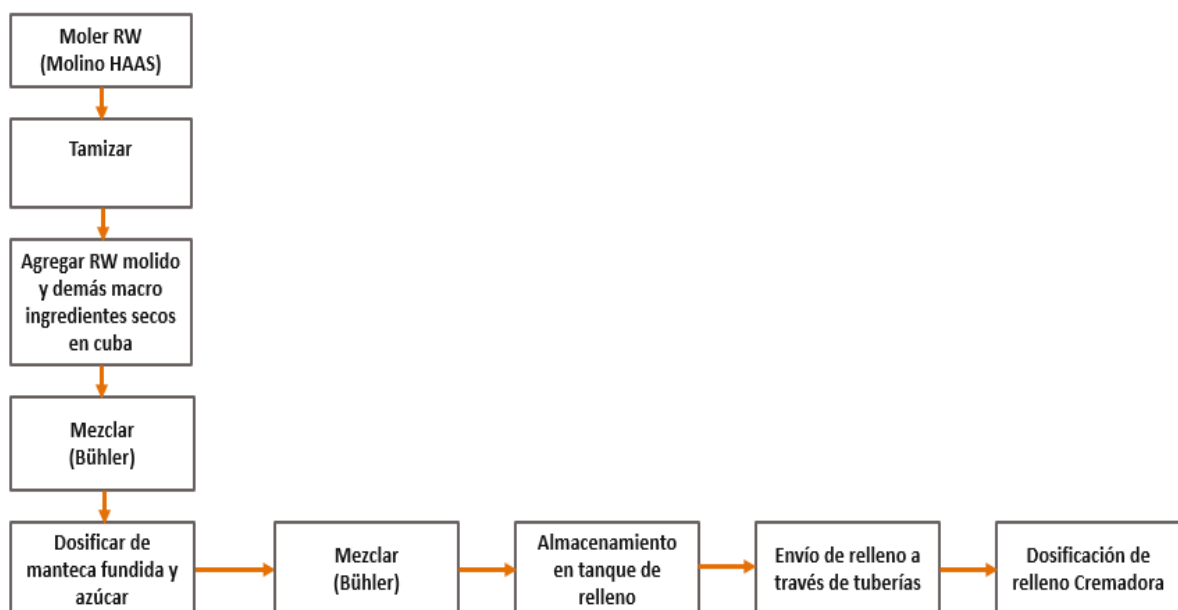 Moler RW
(Molino HAAS)
Tamizar
Agregar RW molido
y demás macro
ingredientes secos
en cuba
Mezclar
(Bühler)
Dosificar de
manteca fundida y
azúcar
Mezclar
(Bühler)
Almacenamiento
en tanque de
relleno
Envío de relleno a
través de tuberías
Dosificación de
relleno Cremadora